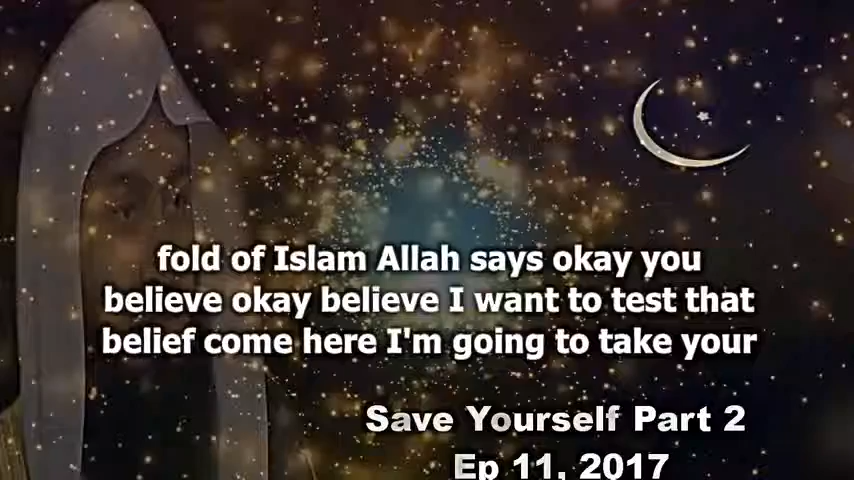 fold of Islam Allah says okay you
believe okay believe I want to test that
belief come here I'm going to take your
Save Yourself Part 2
Ep 11, 2017